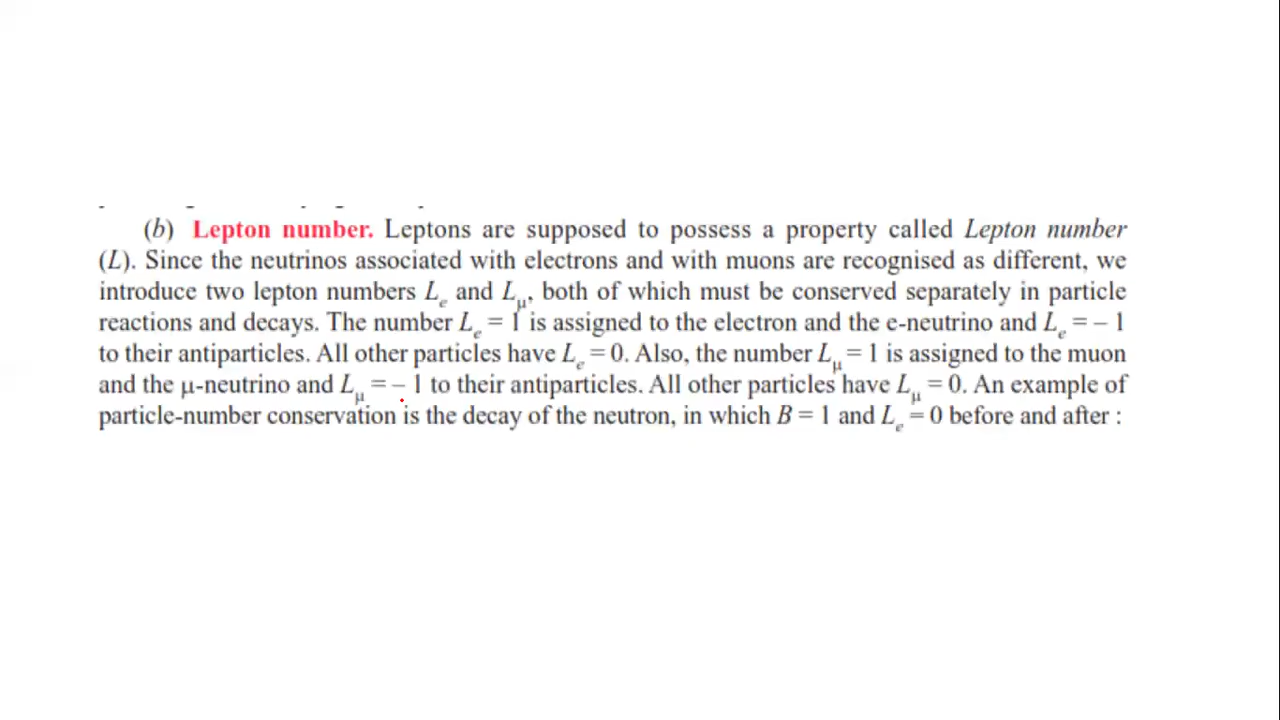 (b) Lepton number. Leptons are supposed to possess a property called Lepton number
(L). Since the neutrinos associated with electrons and with muons are recognised as different, we
introduce two lepton numbers Lₑ and L_μ, both of which must be conserved separately in particle
reactions and decays. The number Lₑ = 1 is assigned to the electron and the e-neutrino and Lₑ = – 1
to their antiparticles. All other particles have Lₑ = 0. Also, the number L_μ = 1 is assigned to the muon
and the μ-neutrino and L_μ = – 1 to their antiparticles. All other particles have L_μ = 0. An example of
particle-number conservation is the decay of the neutron, in which B = 1 and Lₑ = 0 before and after :